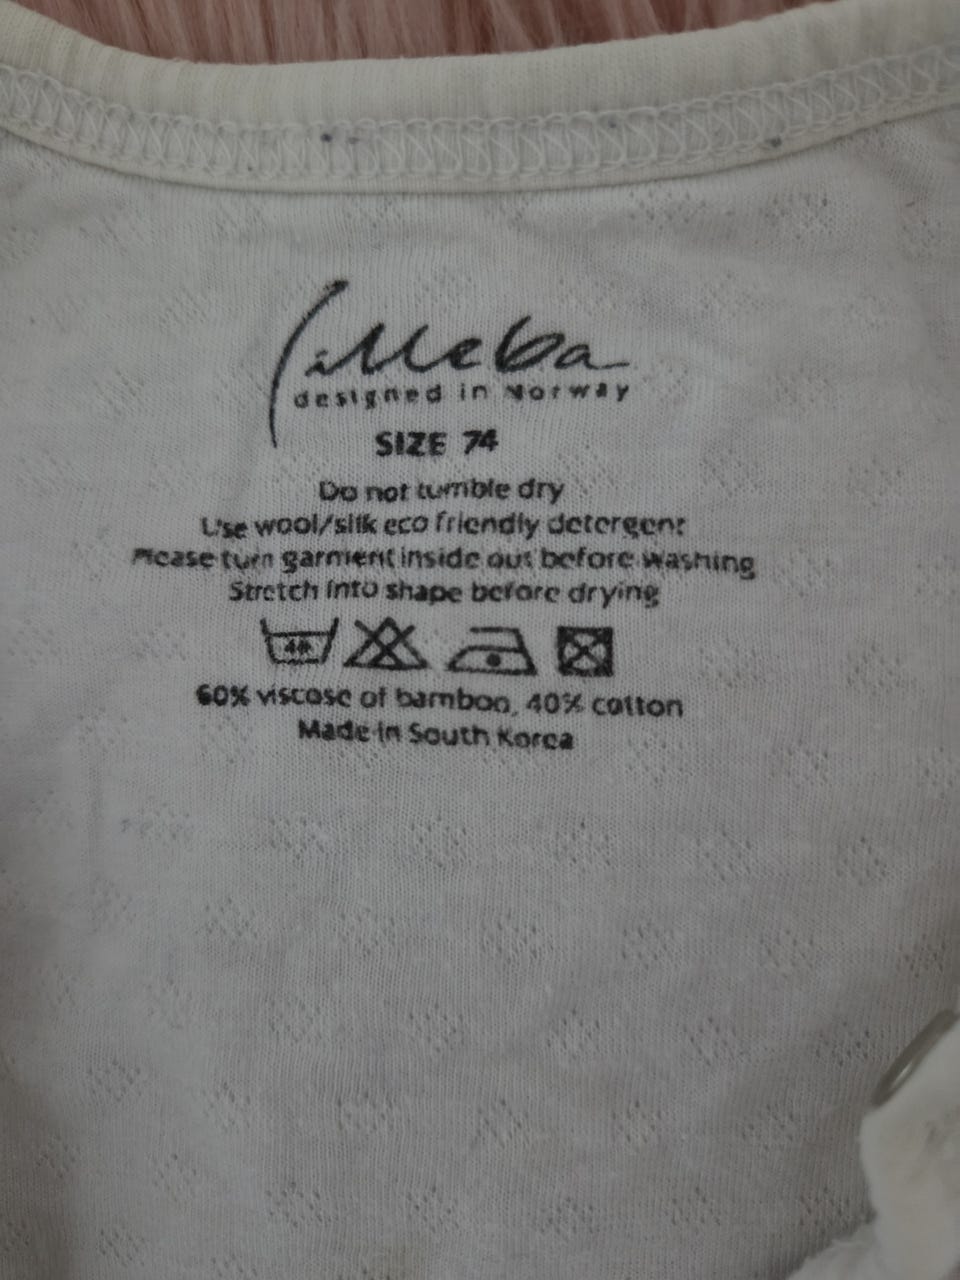 lilleba
designed in Norway
SIZE 74
Do not tumble dry
Use wool/silk eco friendly detergent
Please turn garment inside out before washing
Stretch into shape before drying
40
60% viscose of bamboo, 40% cotton
Made in South Korea